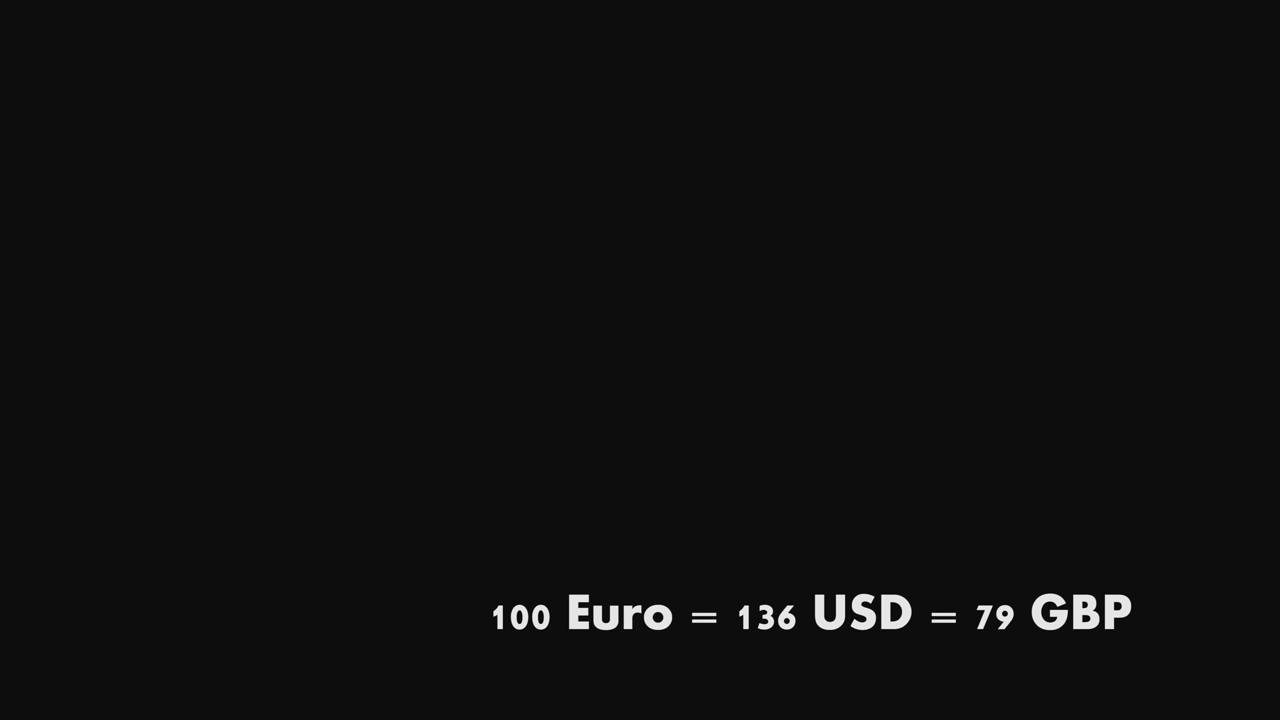 100 Euro = 136 USD = 79 GBP